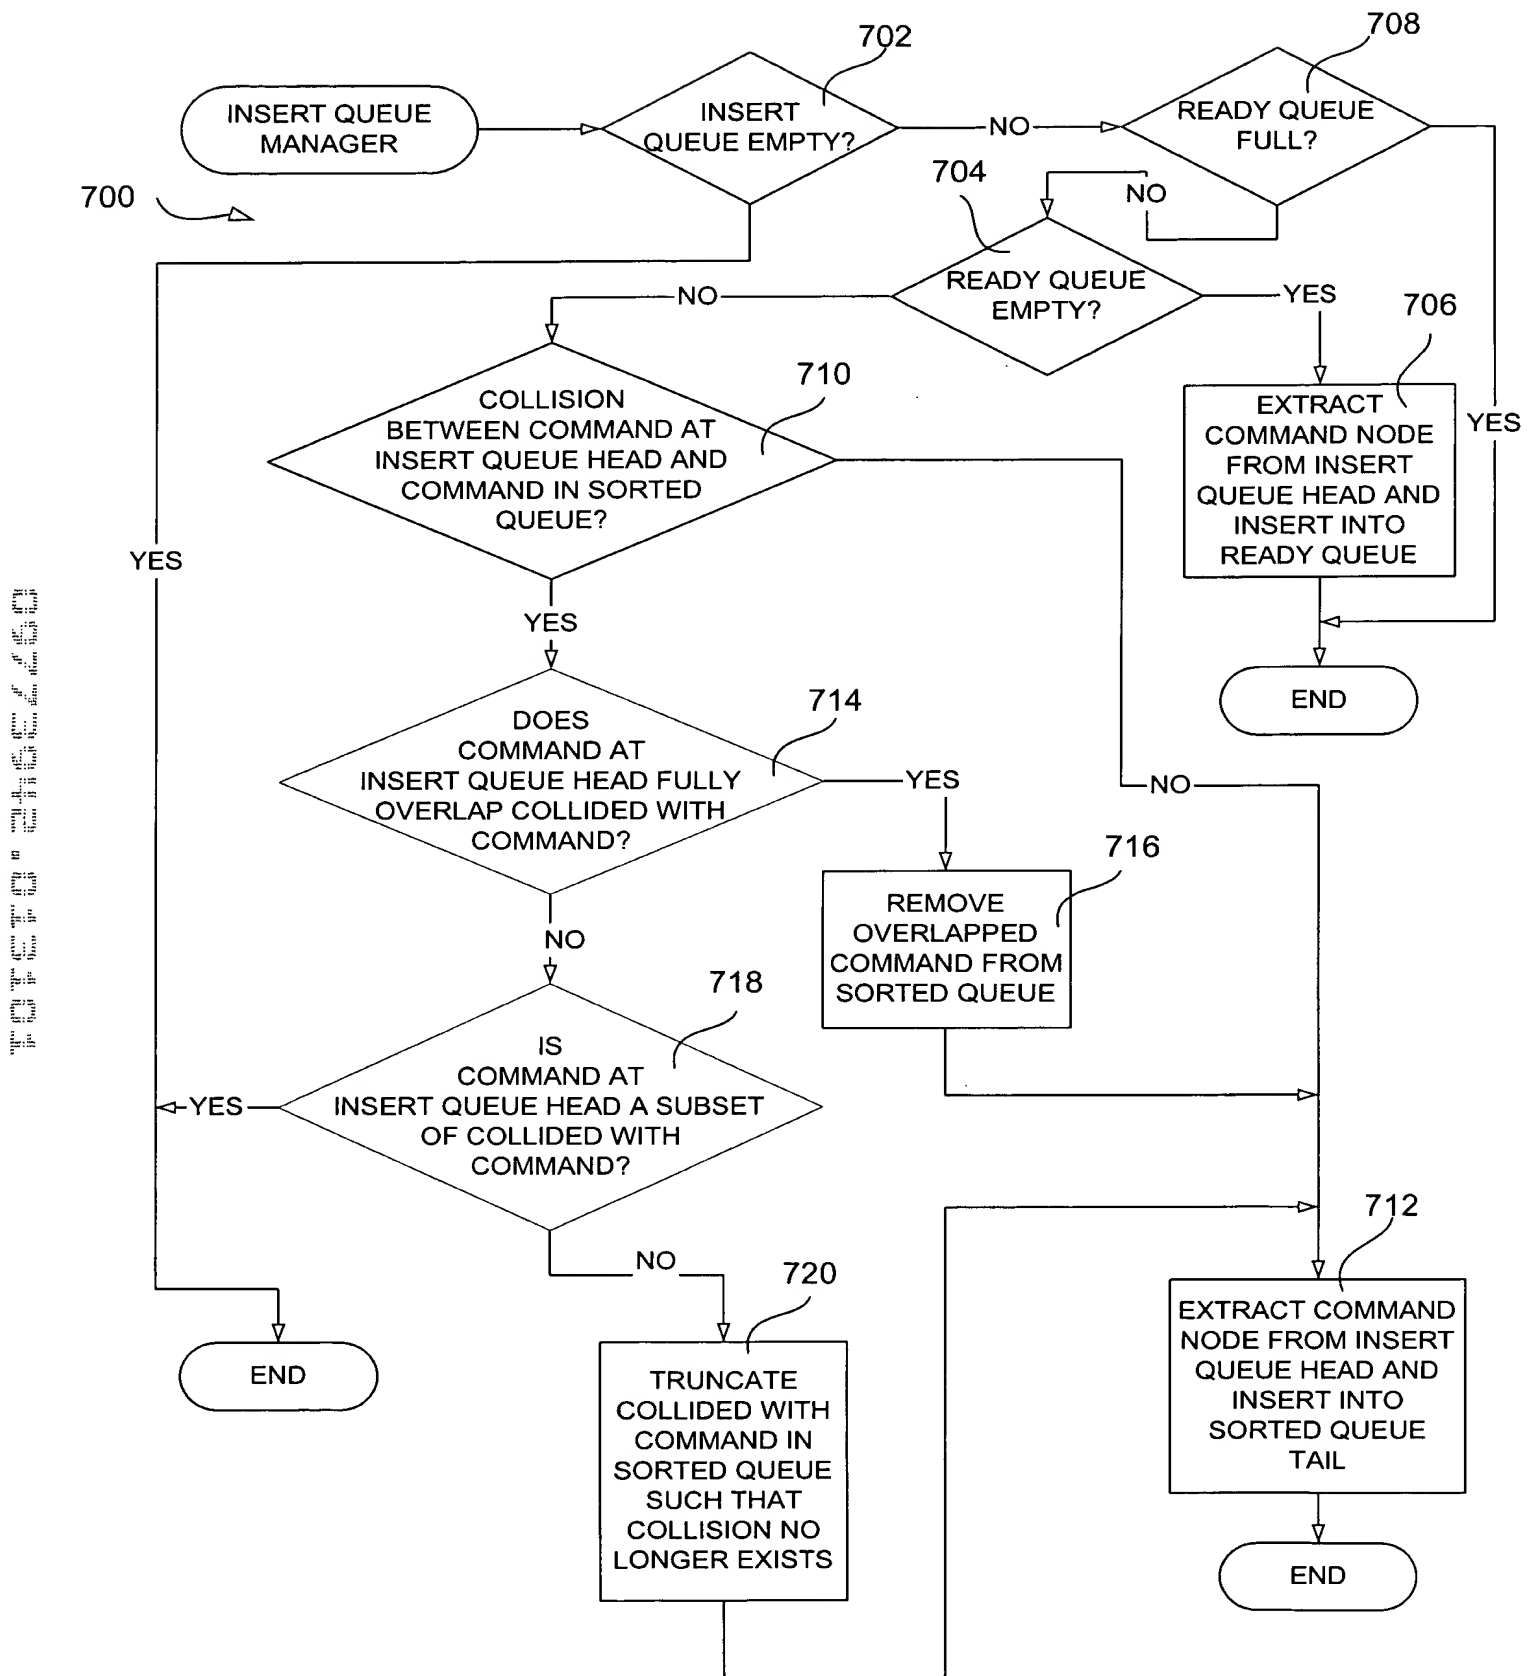 702
708
INSERT QUEUE
MANAGER
INSERT
QUEUE EMPTY?
NO
READY QUEUE
FULL?
700
704
NO
READY QUEUE
EMPTY?
NO
YES
706
710
COLLISION
BETWEEN COMMAND AT
INSERT QUEUE HEAD AND
COMMAND IN SORTED
QUEUE?
EXTRACT
COMMAND NODE
FROM INSERT
QUEUE HEAD AND
INSERT INTO
READY QUEUE
YES
YES
YES
END
714
DOES
COMMAND AT
INSERT QUEUE HEAD FULLY
OVERLAP COLLIDED WITH
COMMAND?
YES
NO
716
REMOVE
OVERLAPPED
COMMAND FROM
SORTED QUEUE
NO
718
IS
COMMAND AT
INSERT QUEUE HEAD A SUBSET
OF COLLIDED WITH
COMMAND?
YES
712
NO
720
EXTRACT COMMAND
NODE FROM INSERT
QUEUE HEAD AND
INSERT INTO
SORTED QUEUE
TAIL
END
TRUNCATE
COLLIDED WITH
COMMAND IN
SORTED QUEUE
SUCH THAT
COLLISION NO
LONGER EXISTS
END